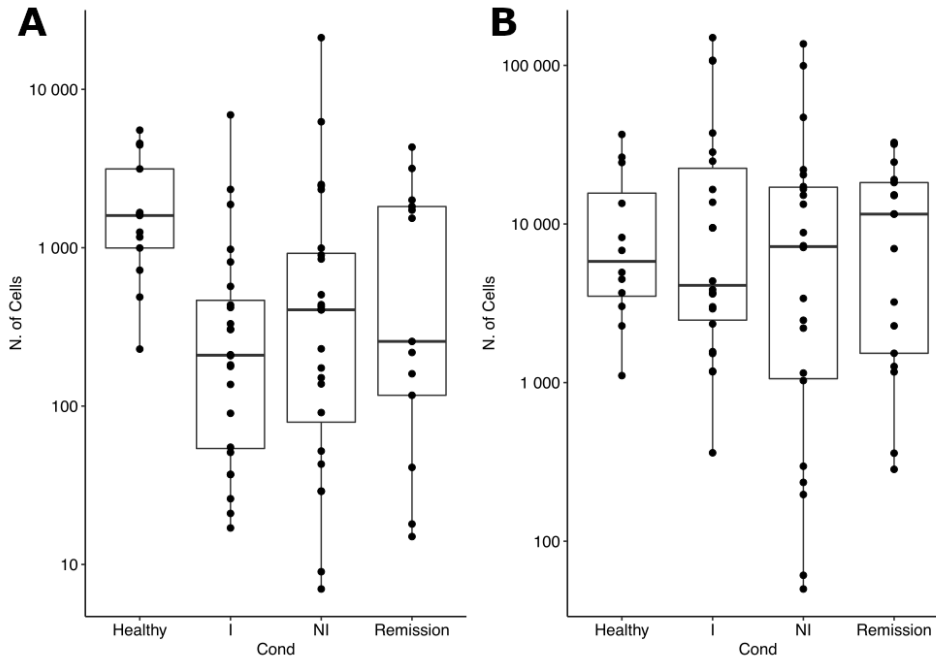 A
N. of Cells
10 000
1 000
100
10
Healthy I NI Remission
Cond
B
N. of Cells
100 000
10 000
1 000
100
Healthy I NI Remission
Cond